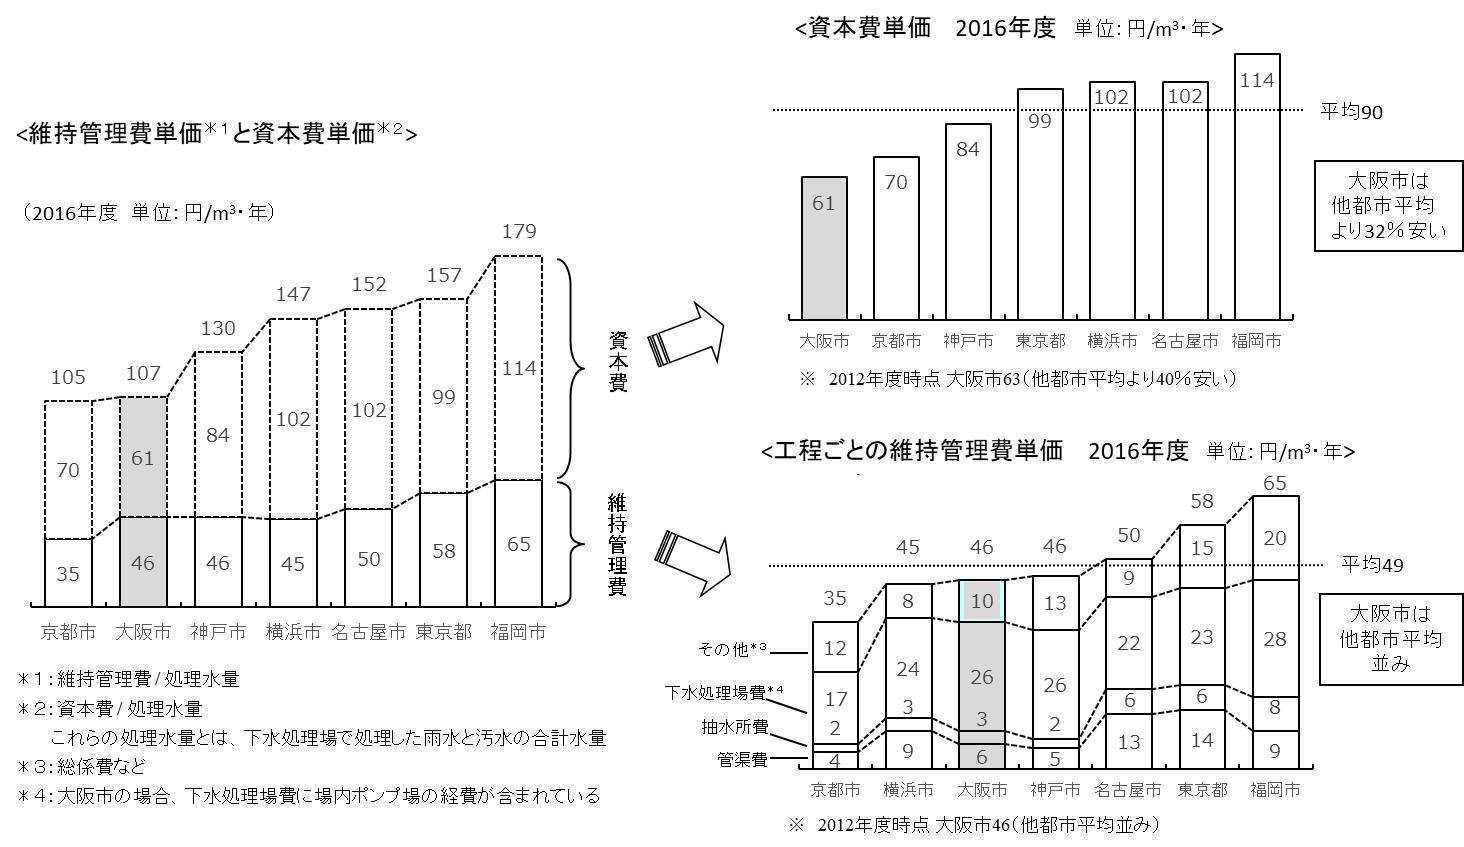 <維持管理費単価＊１と資本費単価＊２>
（2016年度　単位：円/m³・年）
105
107
130
147
152
157
179
70
61
84
102
102
99
114
35
46
46
45
50
58
65
京都市
大阪市
神戸市
横浜市
名古屋市
東京都
福岡市
資本費
維持管理費
＊１：維持管理費/処理水量
＊２：資本費/処理水量
これらの処理水量とは、下水処理場で処理した雨水と汚水の合計水量
＊３：総係費など
＊４：大阪市の場合、下水処理場費に場内ポンプ場の経費が含まれている
<資本費単価　2016年度　単位：円/m³・年>
61
70
84
99
102
102
114
平均90
大阪市は
他都市平均
より32％安い
大阪市
京都市
神戸市
東京都
横浜市
名古屋市
福岡市
※　2012年度時点 大阪市63（他都市平均より40％安い）
<工程ごとの維持管理費単価　2016年度　単位：円/m³・年>
35
45
46
46
50
58
65
平均49
その他＊３
12
8
10
13
9
15
20
下水処理場費＊４
17
24
26
26
22
23
28
抽水所費
2
3
3
2
6
6
8
管渠費
4
9
6
5
13
14
9
京都市
横浜市
大阪市
神戸市
名古屋市
東京都
福岡市
大阪市は
他都市平均
並み
※　2012年度時点 大阪市46（他都市平均並み）